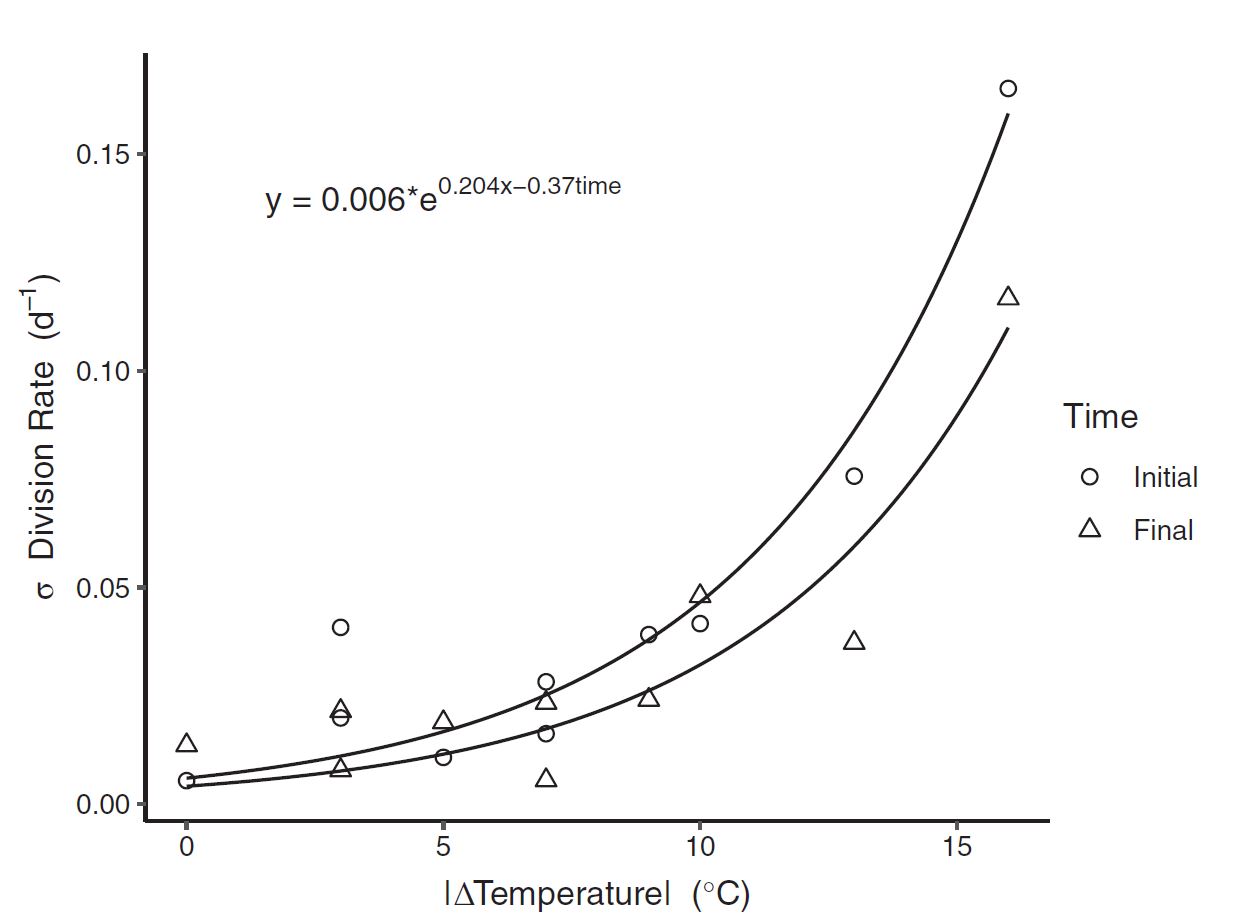 y = 0.006*e^0.204x−0.37time
σ Division Rate (d⁻¹)
0.15
0.10
0.05
0.00
0
5
10
15
|ΔTemperature| (°C)
Time
Initial
Final